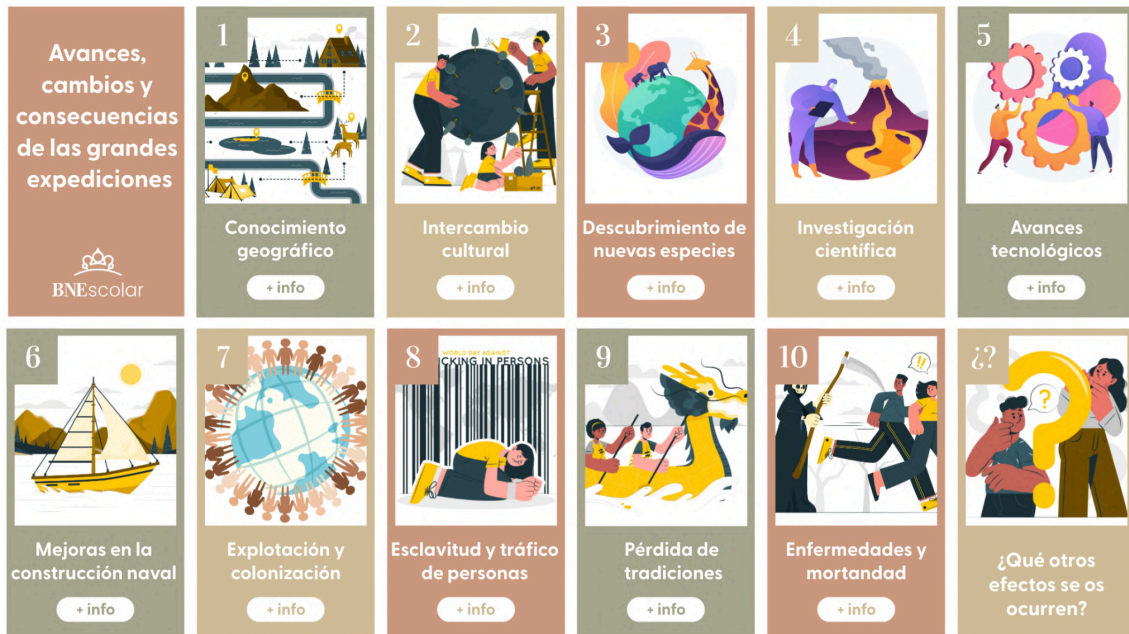 Avances,
cambios y
consecuencias
de las grandes
expediciones
BNEscolar
1
Conocimiento
geográfico
+ info
2
Intercambio
cultural
+ info
3
Descubrimiento de
nuevas especies
+ info
4
Investigación
científica
+ info
5
Avances
tecnológicos
+ info
6
Mejoras en la
construcción naval
+ info
7
Explotación y
colonización
+ info
8
WORLD DAY AGAINST
CKING IN PERSONS
Esclavitud y tráfico
de personas
+ info
9
Pérdida de
tradiciones
+ info
10
!!
Enfermedades y
mortandad
+ info
¿?
?
¿Qué otros
efectos se os
ocurren?